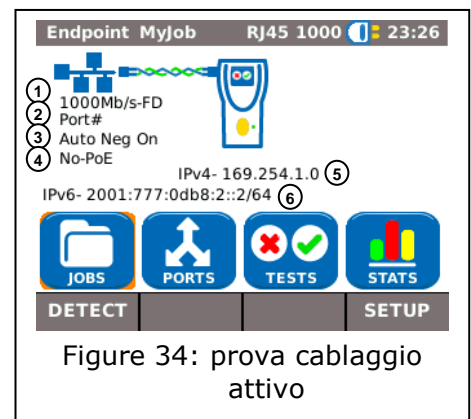 Endpoint MyJob RJ45 1000 23:26
1 1000Mb/s-FD
2 Port#
3 Auto Neg On
4 No-PoE
IPv4- 169.254.1.0 5
IPv6- 2001:777:0db8:2::2/64 6
JOBS PORTS TESTS STATS
DETECT SETUP
Figure 34: prova cablaggio
attivo